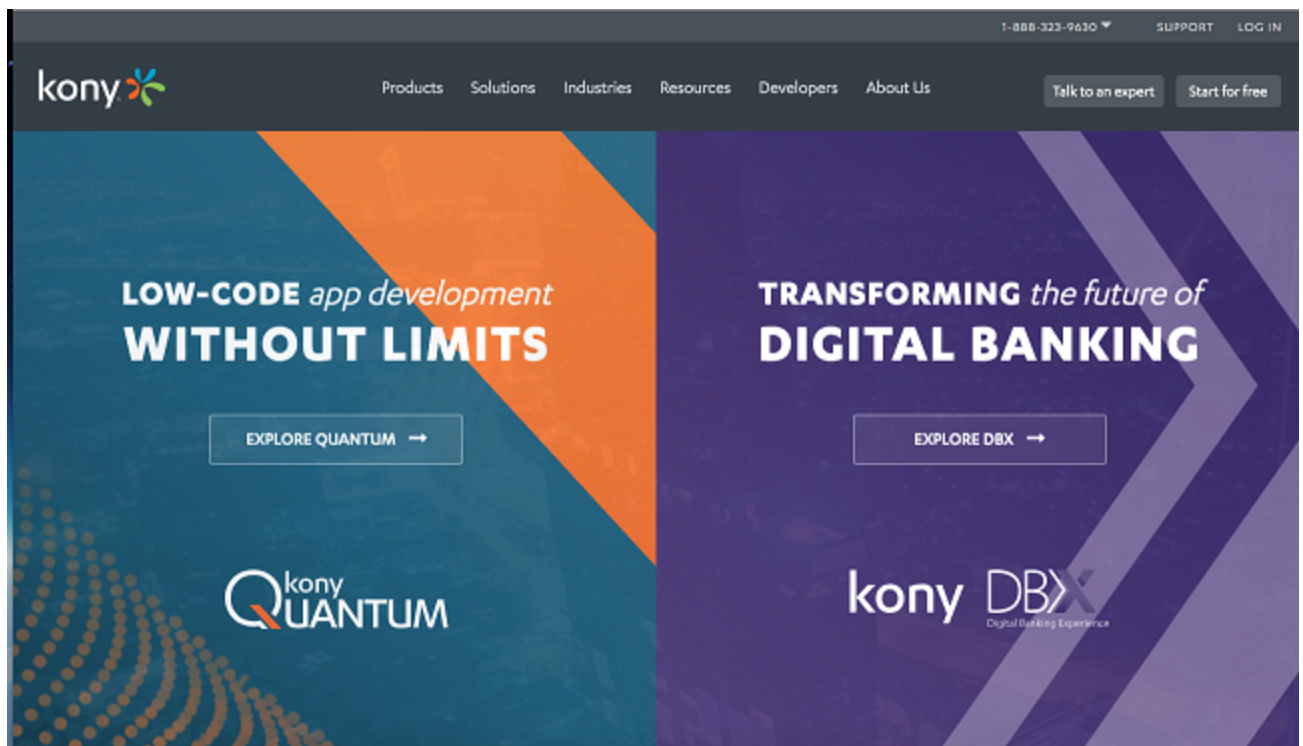 1-888-323-9630 SUPPORT LOG IN
kony
Products Solutions Industries Resources Developers About Us Talk to an expert Start for free
LOW-CODE app development
WITHOUT LIMITS
EXPLORE QUANTUM →
kony
QUANTUM
TRANSFORMING the future of
DIGITAL BANKING
EXPLORE DBX →
kony DBX
Digital Banking Experience